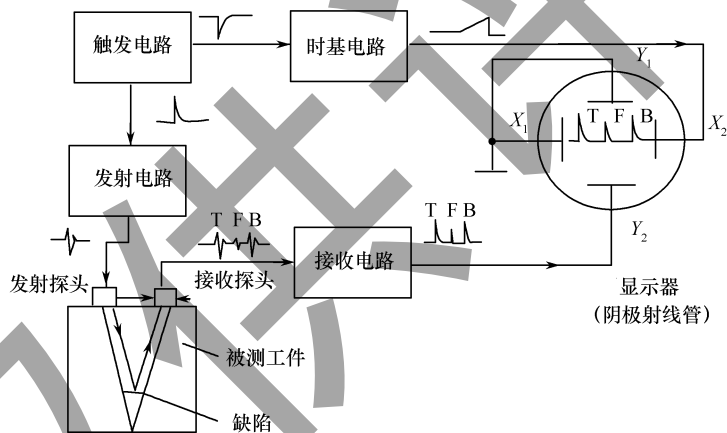 触发电路
时基电路
Y1
X1
T F B
X2
发射电路
T F B
T F B
Y2
发射探头
接收探头
接收电路
显示器
(阴极射线管)
被测工件
缺陷